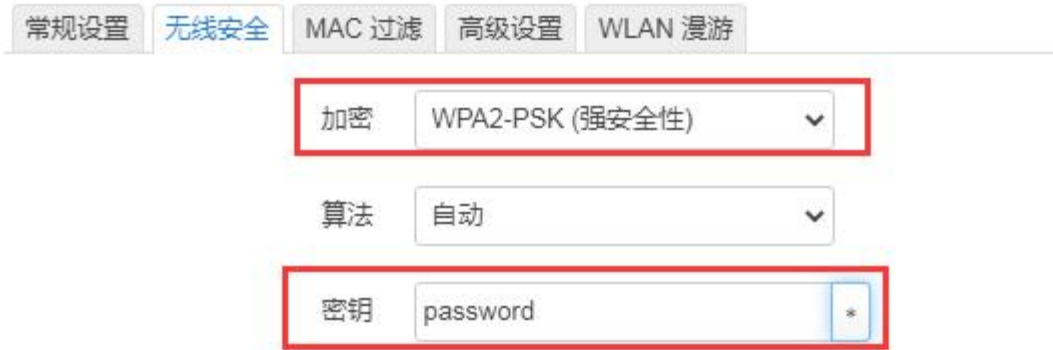 常规设置 无线安全 MAC 过滤 高级设置 WLAN 漫游
加密 WPA2-PSK (强安全性)
算法 自动
密钥 password *